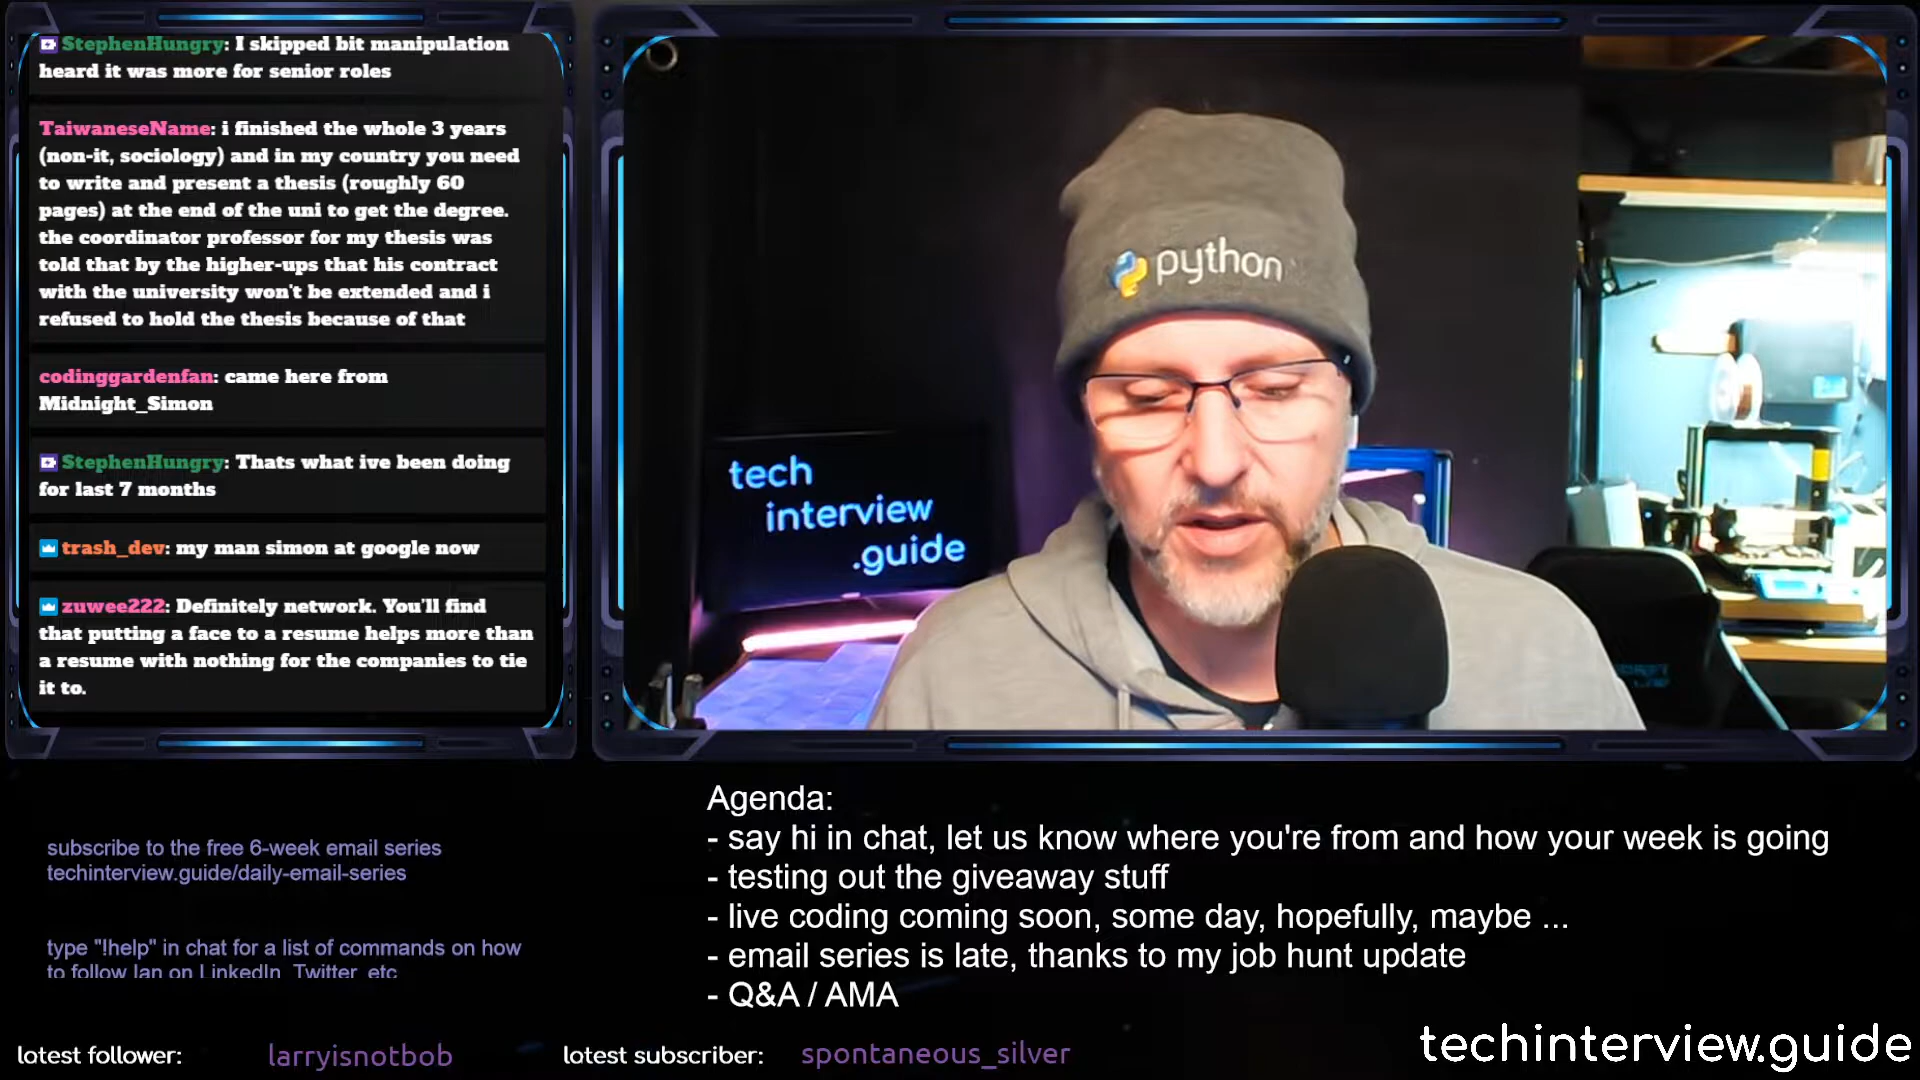 StephenHungry: I skipped bit manipulation
heard it was more for senior roles
TaiwaneseName: i finished the whole 3 years
(non-it, sociology) and in my country you need
to write and present a thesis (roughly 60
pages) at the end of the uni to get the degree.
the coordinator professor for my thesis was
told that by the higher-ups that his contract
with the university won't be extended and i
refused to hold the thesis because of that
codinggardenfan: came here from
Midnight_Simon
StephenHungry: Thats what ive been doing
for last 7 months
trash_dev: my man simon at google now
zuwee222: Definitely network. You'll find
that putting a face to a resume helps more than
a resume with nothing for the companies to tie
it to.
python
tech
interview
.guide
subscribe to the free 6-week email series
techinterview.guide/daily-email-series
type "!help" in chat for a list of commands on how
to follow Ian on LinkedIn, Twitter, etc
Agenda:
- say hi in chat, let us know where you're from and how your week is going
- testing out the giveaway stuff
- live coding coming soon, some day, hopefully, maybe ...
- email series is late, thanks to my job hunt update
- Q&A / AMA
latest follower: larryisnotbob
latest subscriber: spontaneous_silver
techinterview.guide